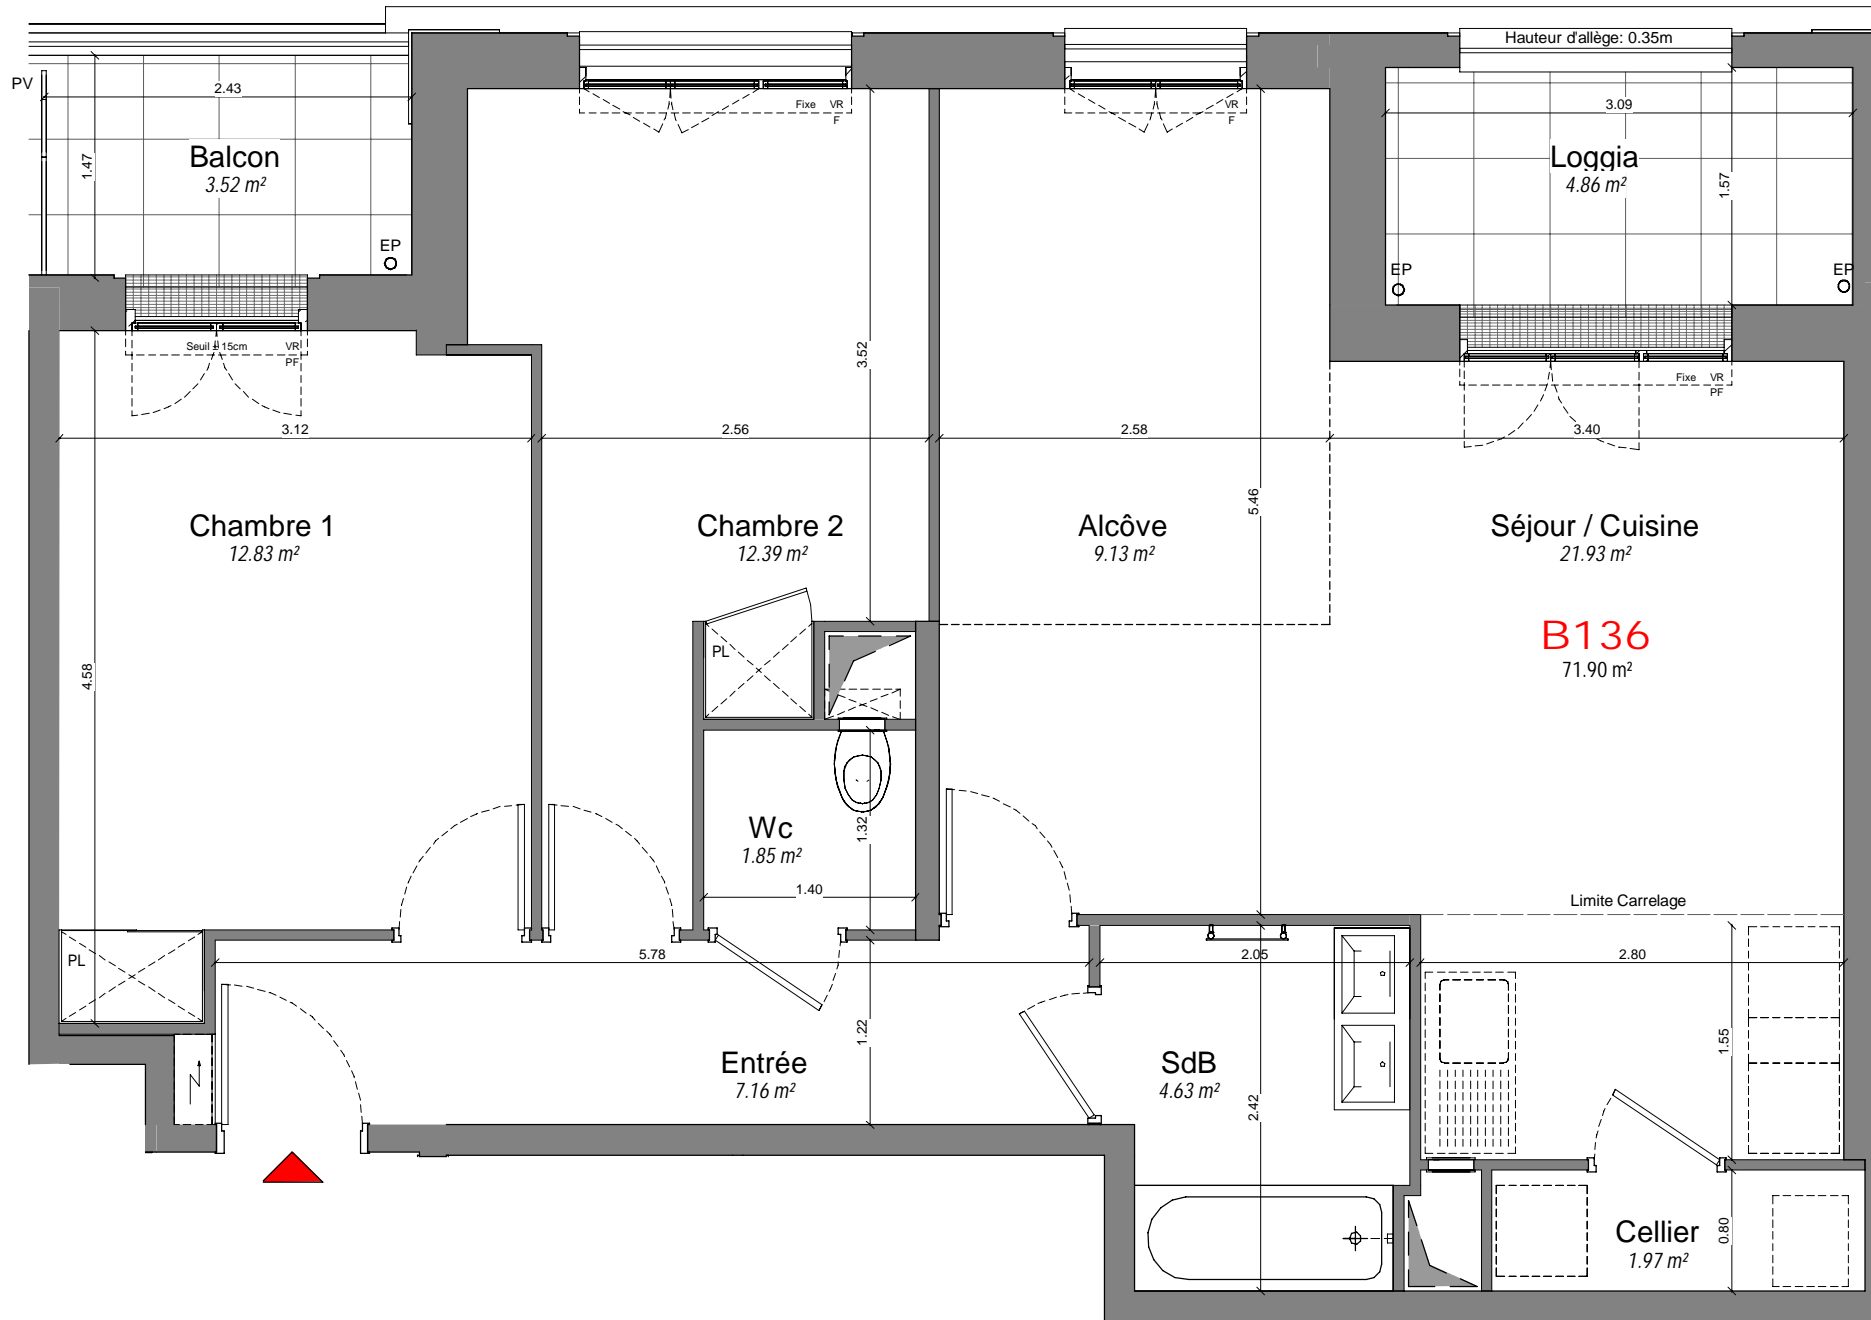 Hauteur d'allège: 0.35m
PV
2.43
Balcon
3.52 m²
1.47
EP
Seuil ± 15cm
VR
PF
Fixe
VR
F
VR
F
3.09
Loggia
4.86 m²
1.57
EP
EP
Fixe
VR
PF
3.52
3.12
2.56
2.58
3.40
5.46
Chambre 1
12.83 m²
Chambre 2
12.39 m²
Alcôve
9.13 m²
Séjour / Cuisine
21.93 m²
B136
71.90 m²
4.58
PL
Wc
1.85 m²
1.32
1.40
Limite Carrelage
PL
5.78
2.05
2.80
1.22
1.55
Entrée
7.16 m²
SdB
4.63 m²
2.42
Cellier
1.97 m²
0.80